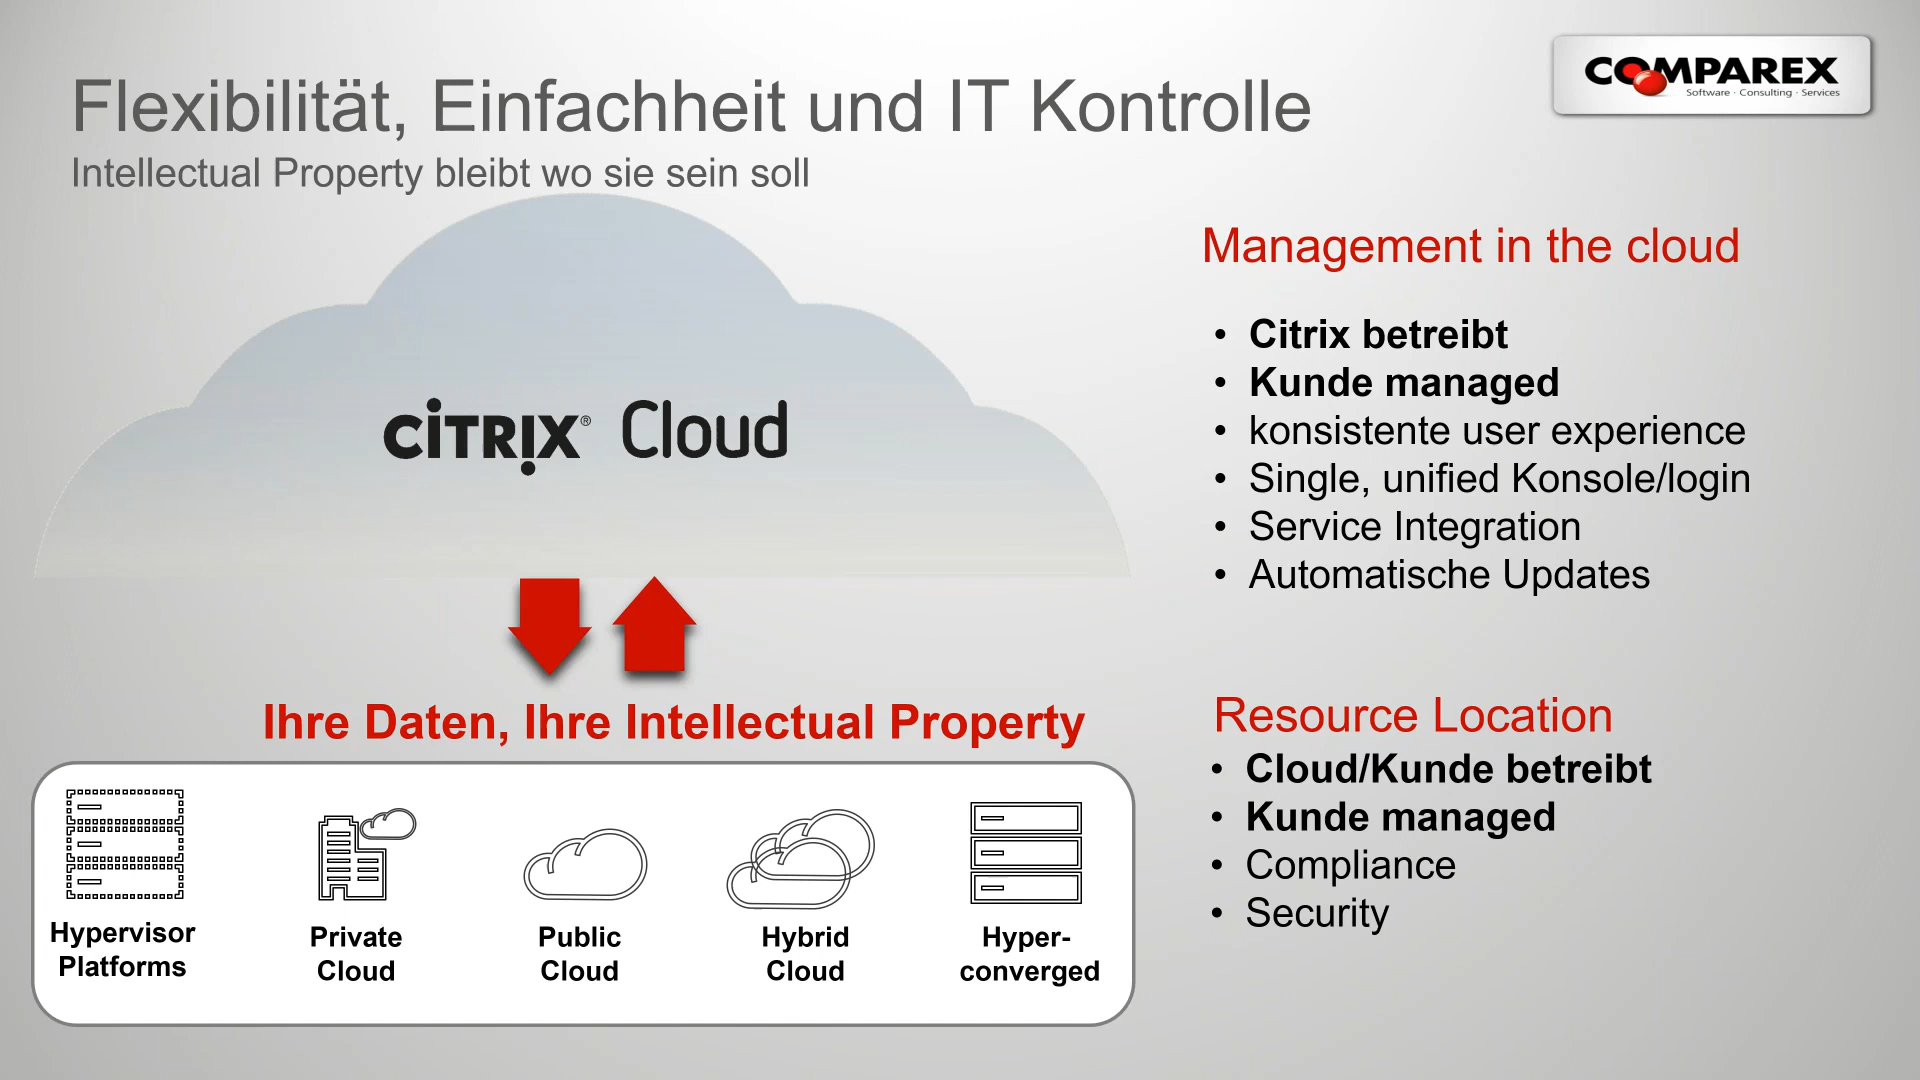 Flexibilität, Einfachheit und IT Kontrolle
Intellectual Property bleibt wo sie sein soll
COMPAREX
Software · Consulting · Services
CITRIX® Cloud
Management in the cloud
• Citrix betreibt
• Kunde managed
• konsistente user experience
• Single, unified Konsole/login
• Service Integration
• Automatische Updates
Ihre Daten, Ihre Intellectual Property
Hypervisor
Platforms
Private
Cloud
Public
Cloud
Hybrid
Cloud
Hyper-
converged
Resource Location
• Cloud/Kunde betreibt
• Kunde managed
• Compliance
• Security